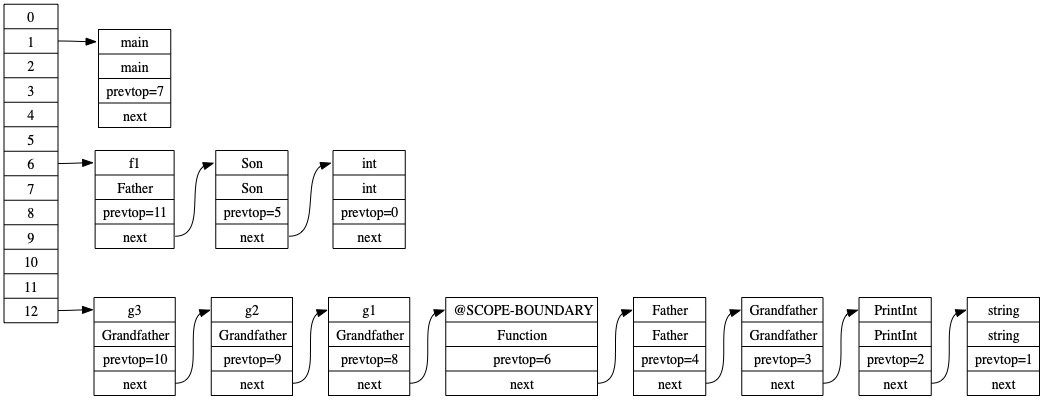 0
1
2
3
4
5
6
7
8
9
10
11
12
main
main
prevtop=7
next
f1
Father
prevtop=11
next
Son
Son
prevtop=5
next
int
int
prevtop=0
next
g3
Grandfather
prevtop=10
next
g2
Grandfather
prevtop=9
next
g1
Grandfather
prevtop=8
next
@SCOPE-BOUNDARY
Function
prevtop=6
next
Father
Father
prevtop=4
next
Grandfather
Grandfather
prevtop=3
next
PrintInt
PrintInt
prevtop=2
next
string
string
prevtop=1
next